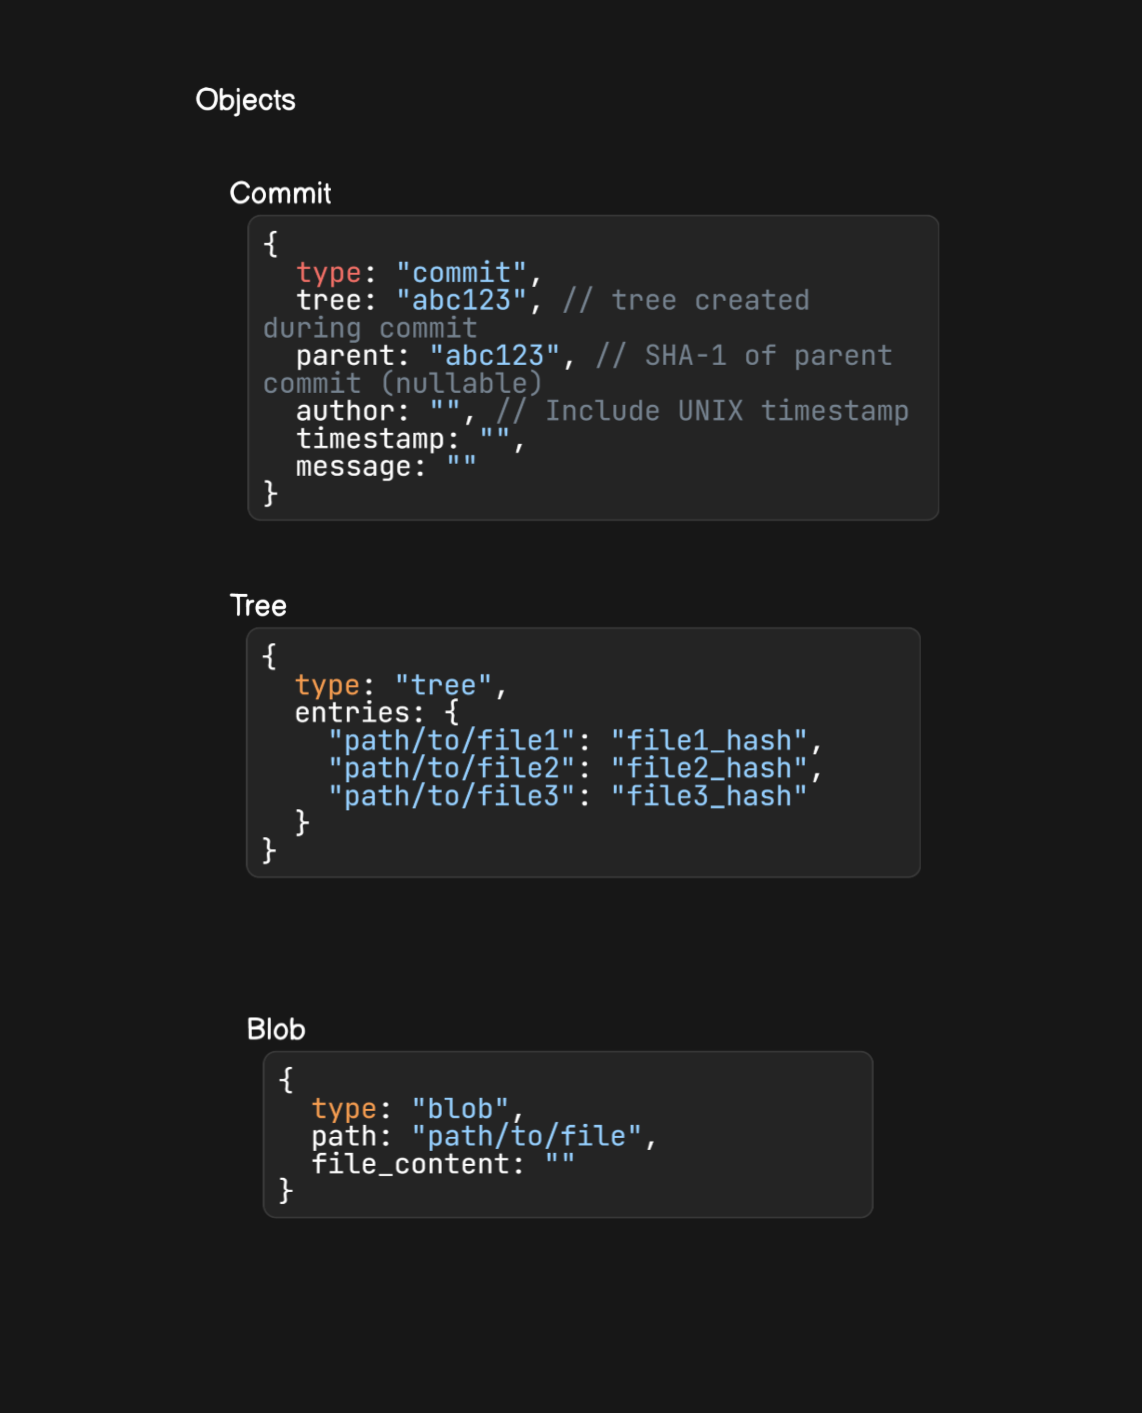 Objects
Commit
{
  type: "commit",
  tree: "abc123", // tree created
during commit
  parent: "abc123", // SHA-1 of parent
commit (nullable)
  author: "", // Include UNIX timestamp
  timestamp: "",
  message: ""
}
Tree
{
  type: "tree",
  entries: {
    "path/to/file1": "file1_hash",
    "path/to/file2": "file2_hash",
    "path/to/file3": "file3_hash"
  }
}
Blob
{
  type: "blob",
  path: "path/to/file",
  file_content: ""
}